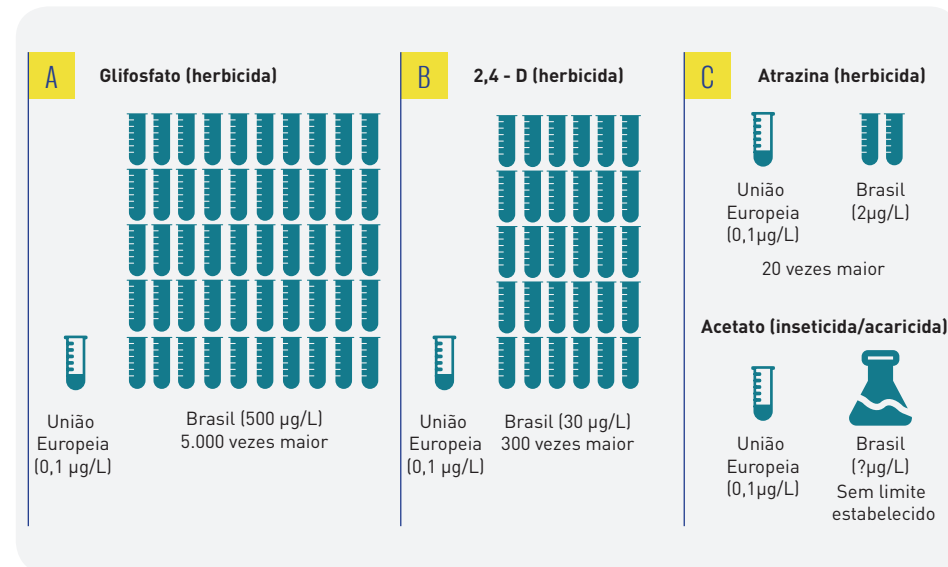 A
Glifosfato (herbicida)
União
Europeia
(0,1 µg/L)
Brasil (500 µg/L)
5.000 vezes maior
B
2,4 - D (herbicida)
União
Europeia
(0,1 µg/L)
Brasil (30 µg/L)
300 vezes maior
C
Atrazina (herbicida)
União
Europeia
(0,1µg/L)
Brasil
(2µg/L)
20 vezes maior
Acetato (inseticida/acaricida)
União
Europeia
(0,1µg/L)
Brasil
(?µg/L)
Sem limite
estabelecido